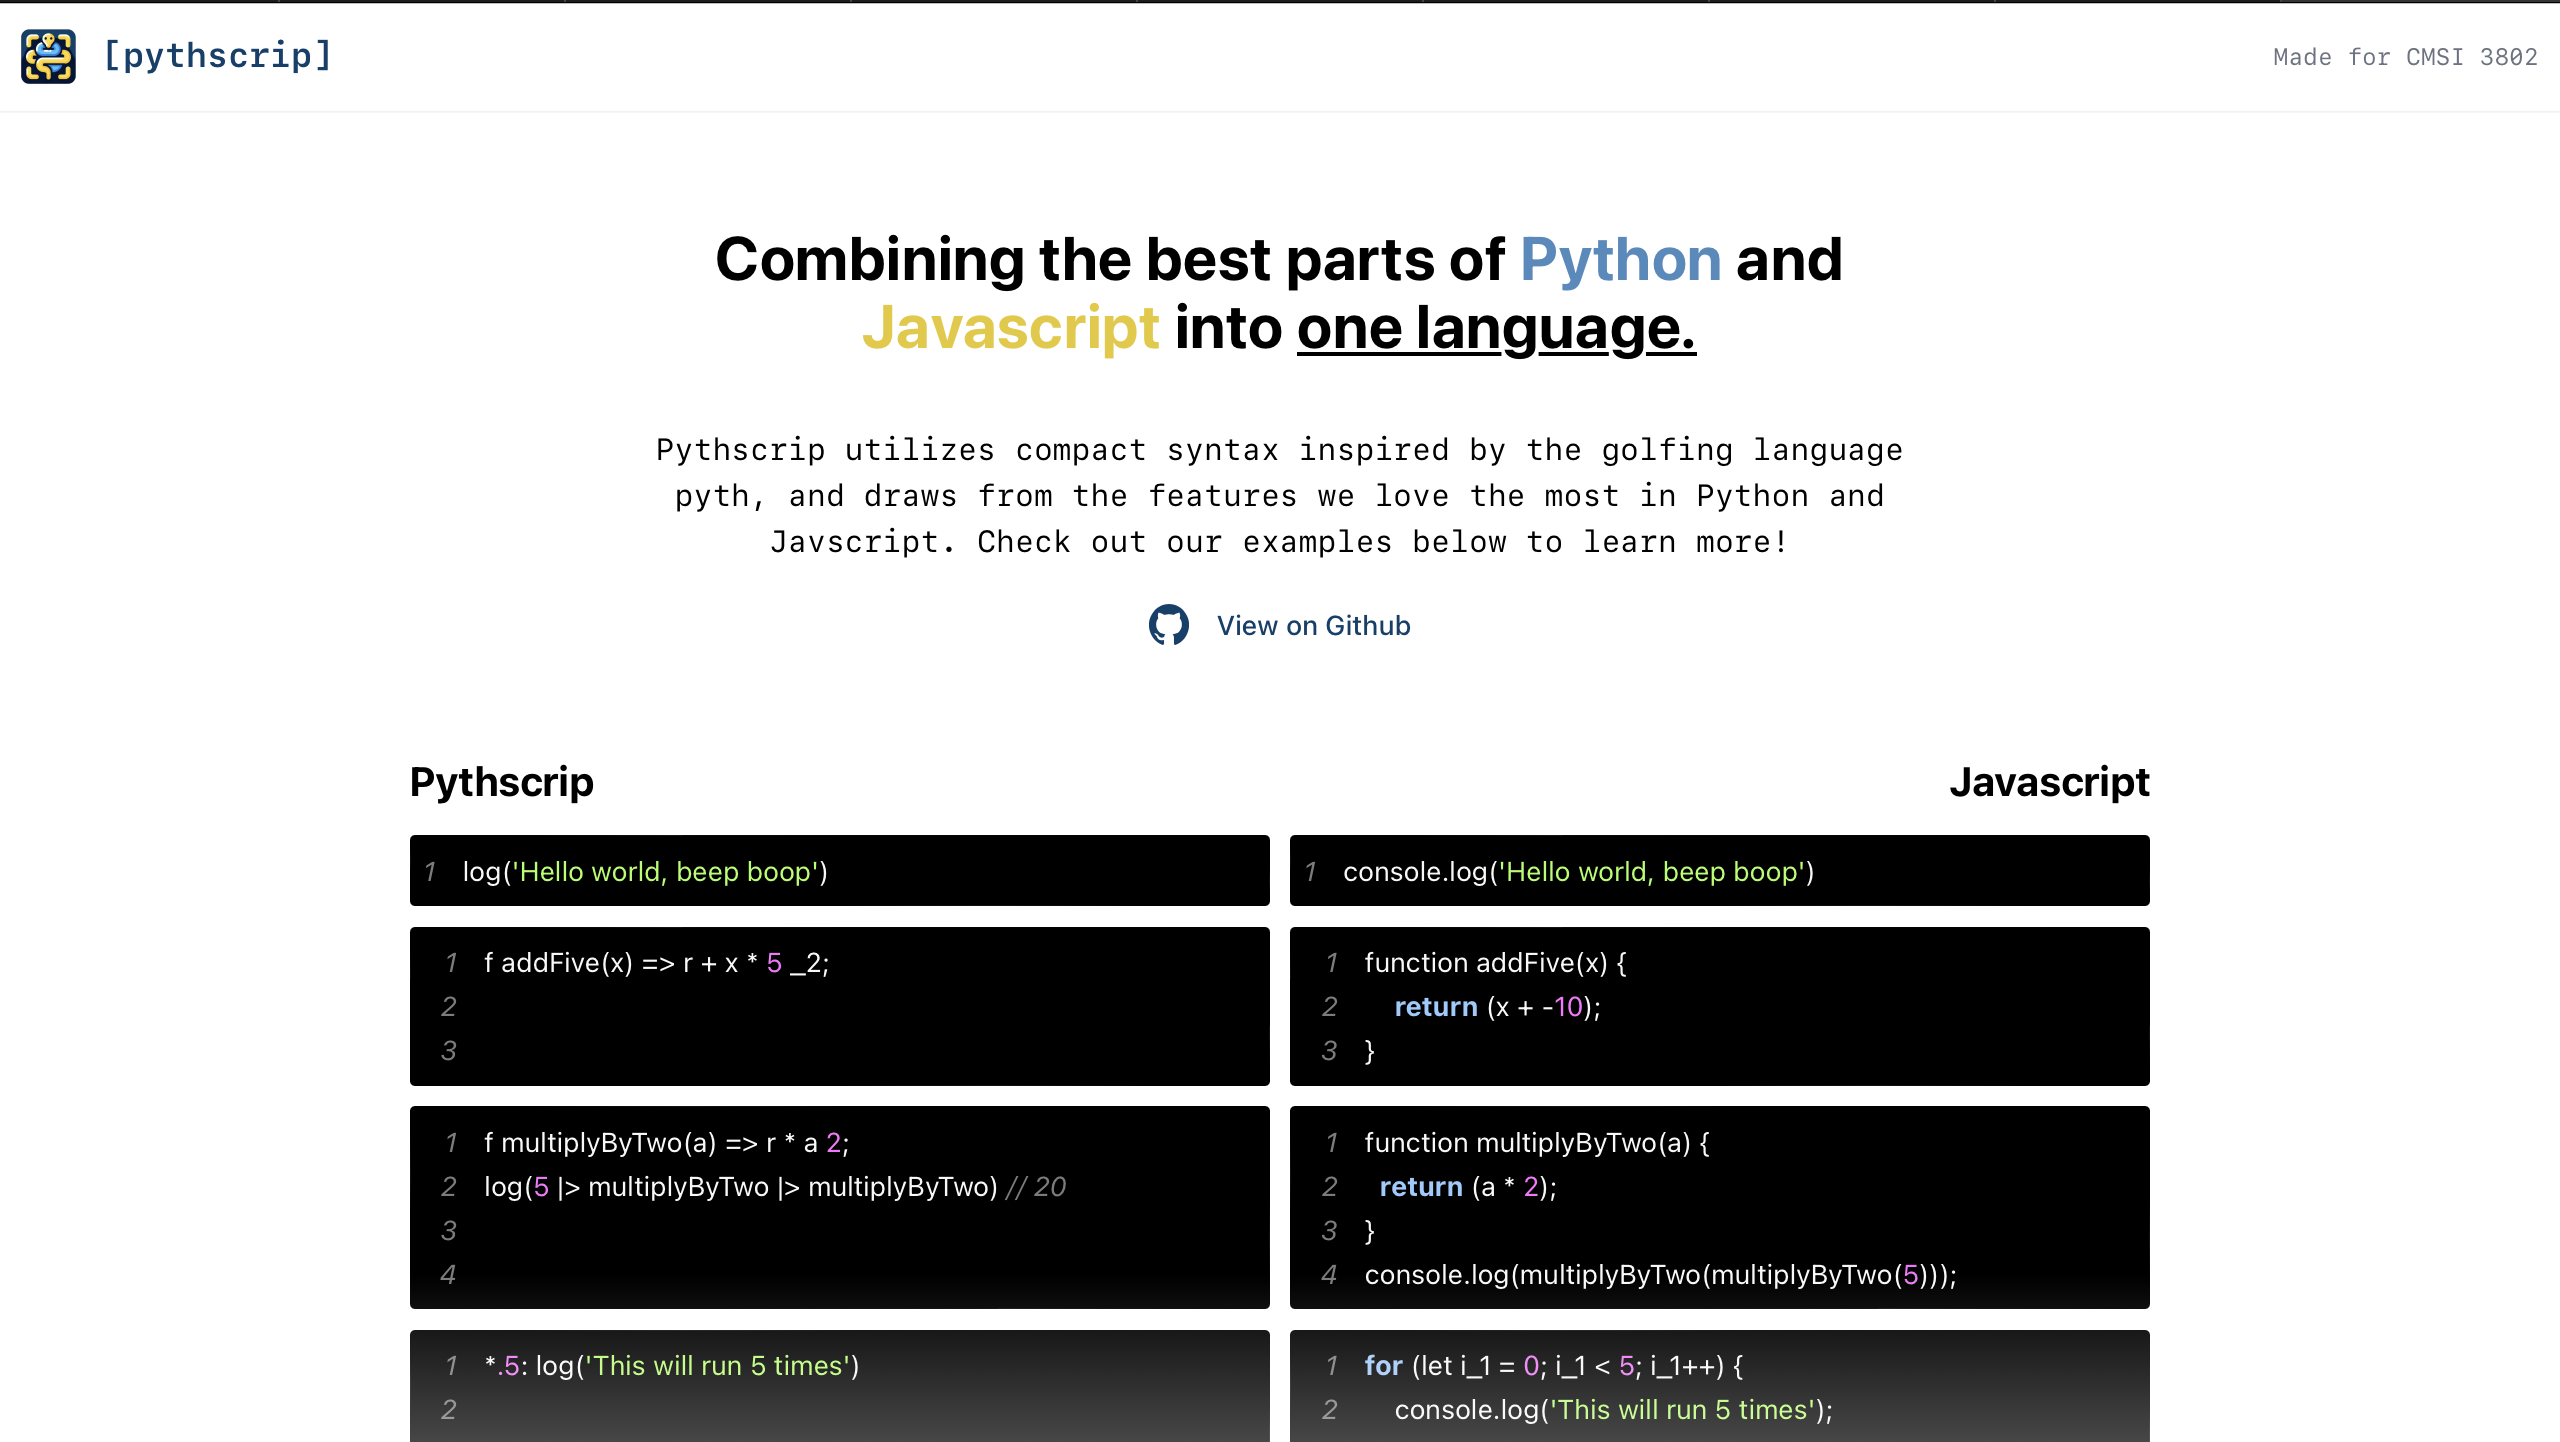 [pythscrip]
Made for CMSI 3802
Combining the best parts of Python and
Javascript into one language.
Pythscrip utilizes compact syntax inspired by the golfing language
pyth, and draws from the features we love the most in Python and
Javscript. Check out our examples below to learn more!
View on Github
Pythscrip
1 log('Hello world, beep boop')
1 f addFive(x) => r + x * 5 _2;
2
3
1 f multiplyByTwo(a) => r * a 2;
2 log(5 |> multiplyByTwo |> multiplyByTwo) // 20
3
4
1 *.5: log('This will run 5 times')
2
Javascript
1 console.log('Hello world, beep boop')
1 function addFive(x) {
2 return (x + -10);
3 }
1 function multiplyByTwo(a) {
2 return (a * 2);
3 }
4 console.log(multiplyByTwo(multiplyByTwo(5)));
1 for (let i_1 = 0; i_1 < 5; i_1++) {
2 console.log('This will run 5 times');